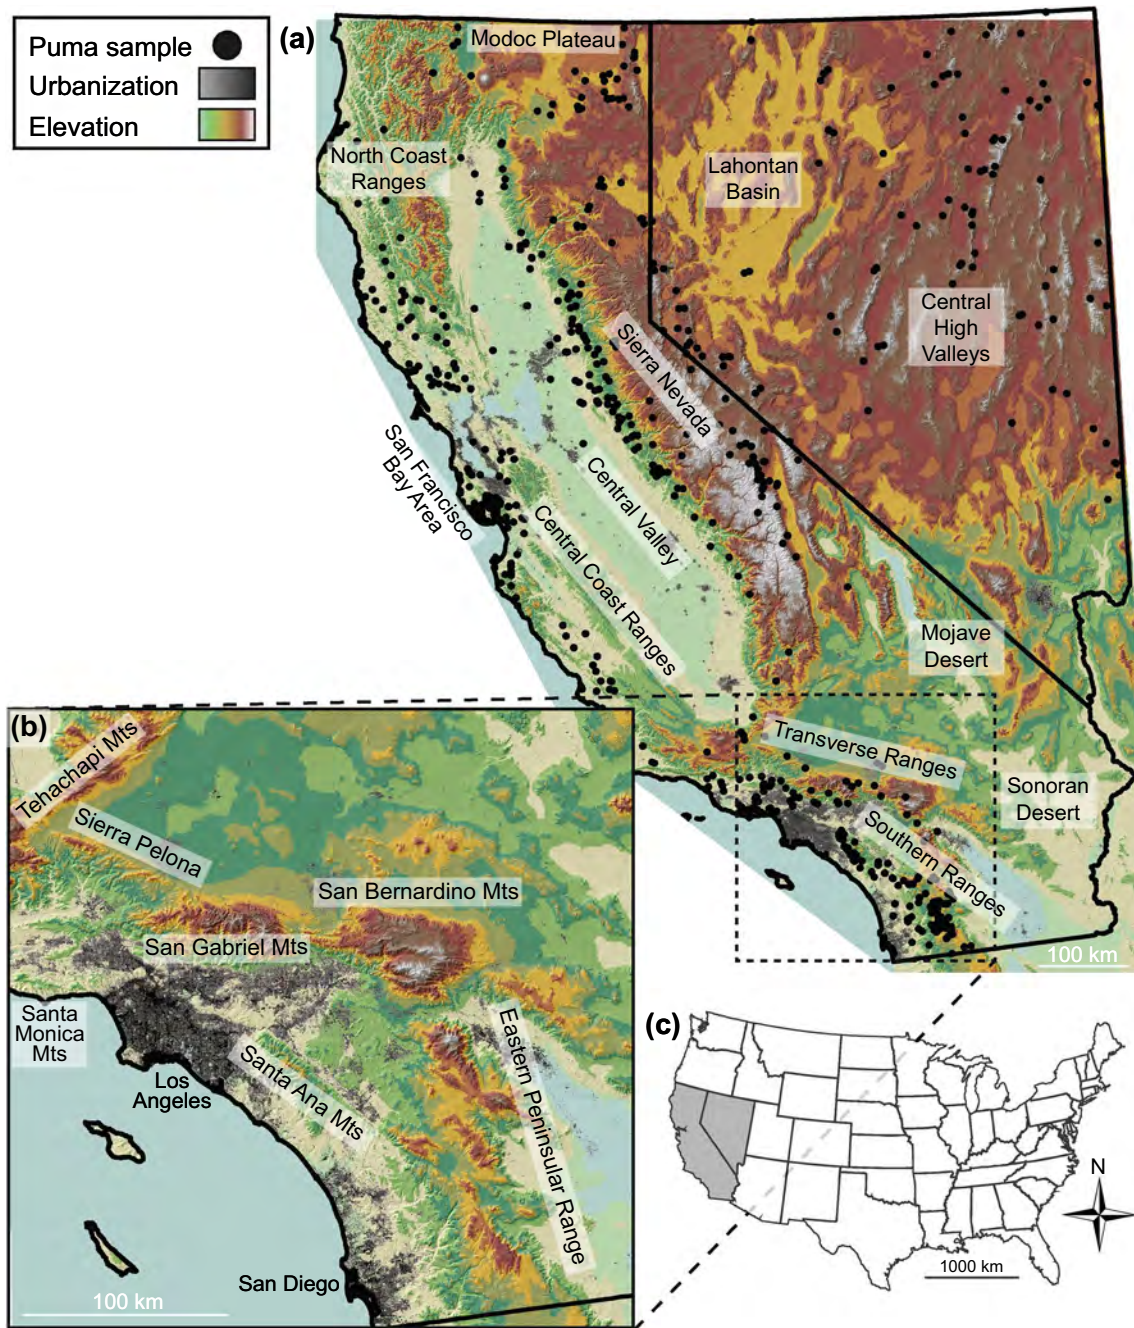 Puma sample
Urbanization
Elevation
(a)
Modoc Plateau
North Coast
Ranges
Lahontan
Basin
Central
High
Valleys
Sierra Nevada
San Francisco
Bay Area
Central Valley
Central Coast Ranges
Mojave
Desert
Transverse Ranges
Sonoran
Desert
Southern Ranges
100 km
(b)
Tehachapi Mts
Sierra Pelona
San Bernardino Mts
San Gabriel Mts
Santa
Monica
Mts
Los
Angeles
Santa Ana Mts
Eastern Peninsular Range
San Diego
100 km
(c)
N
1000 km